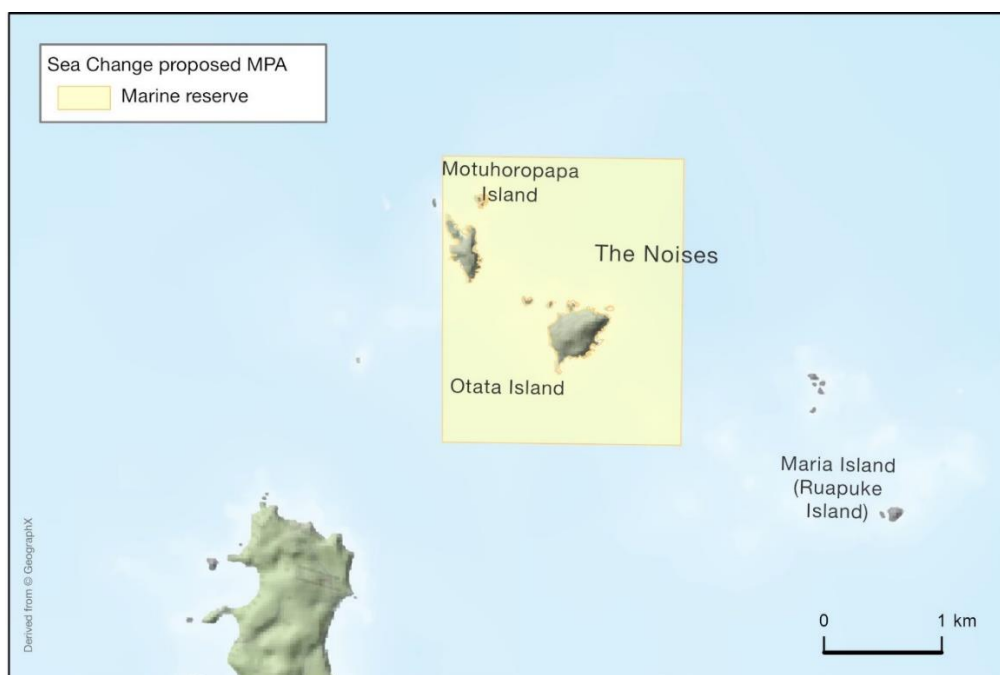 Sea Change proposed MPA
Marine reserve
Motuhoropapa
Island
The Noises
Otata Island
Maria Island
(Ruapuke
Island)
Derived from © GeographX
0 1 km